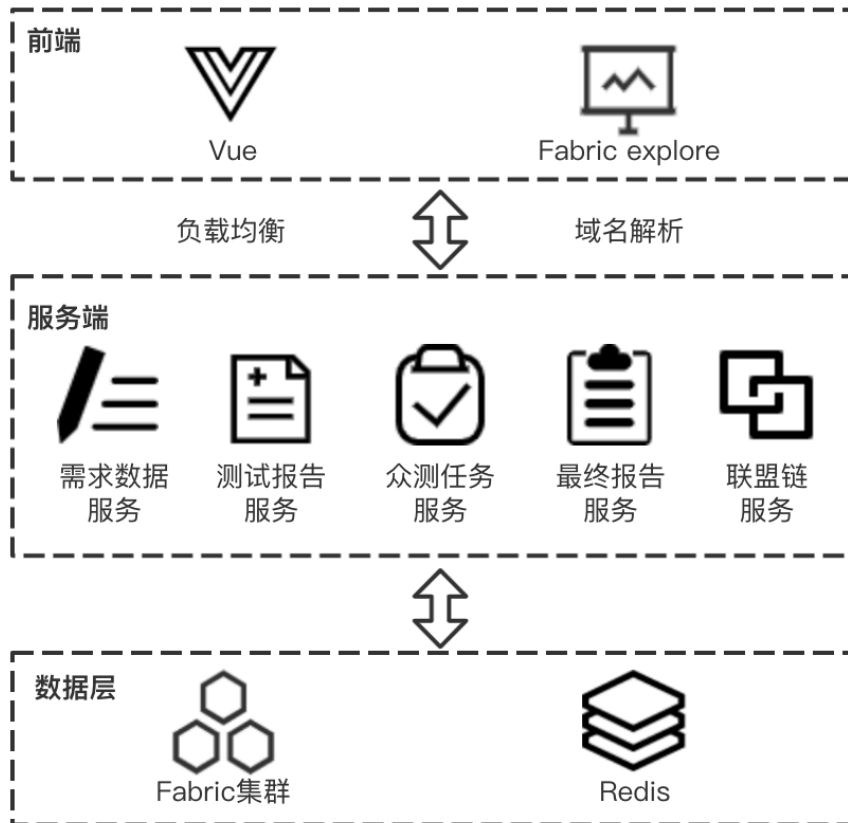 前端
Vue
Fabric explore
负载均衡
域名解析
服务端
需求数据
服务
测试报告
服务
众测任务
服务
最终报告
服务
联盟链
服务
数据层
Fabric集群
Redis